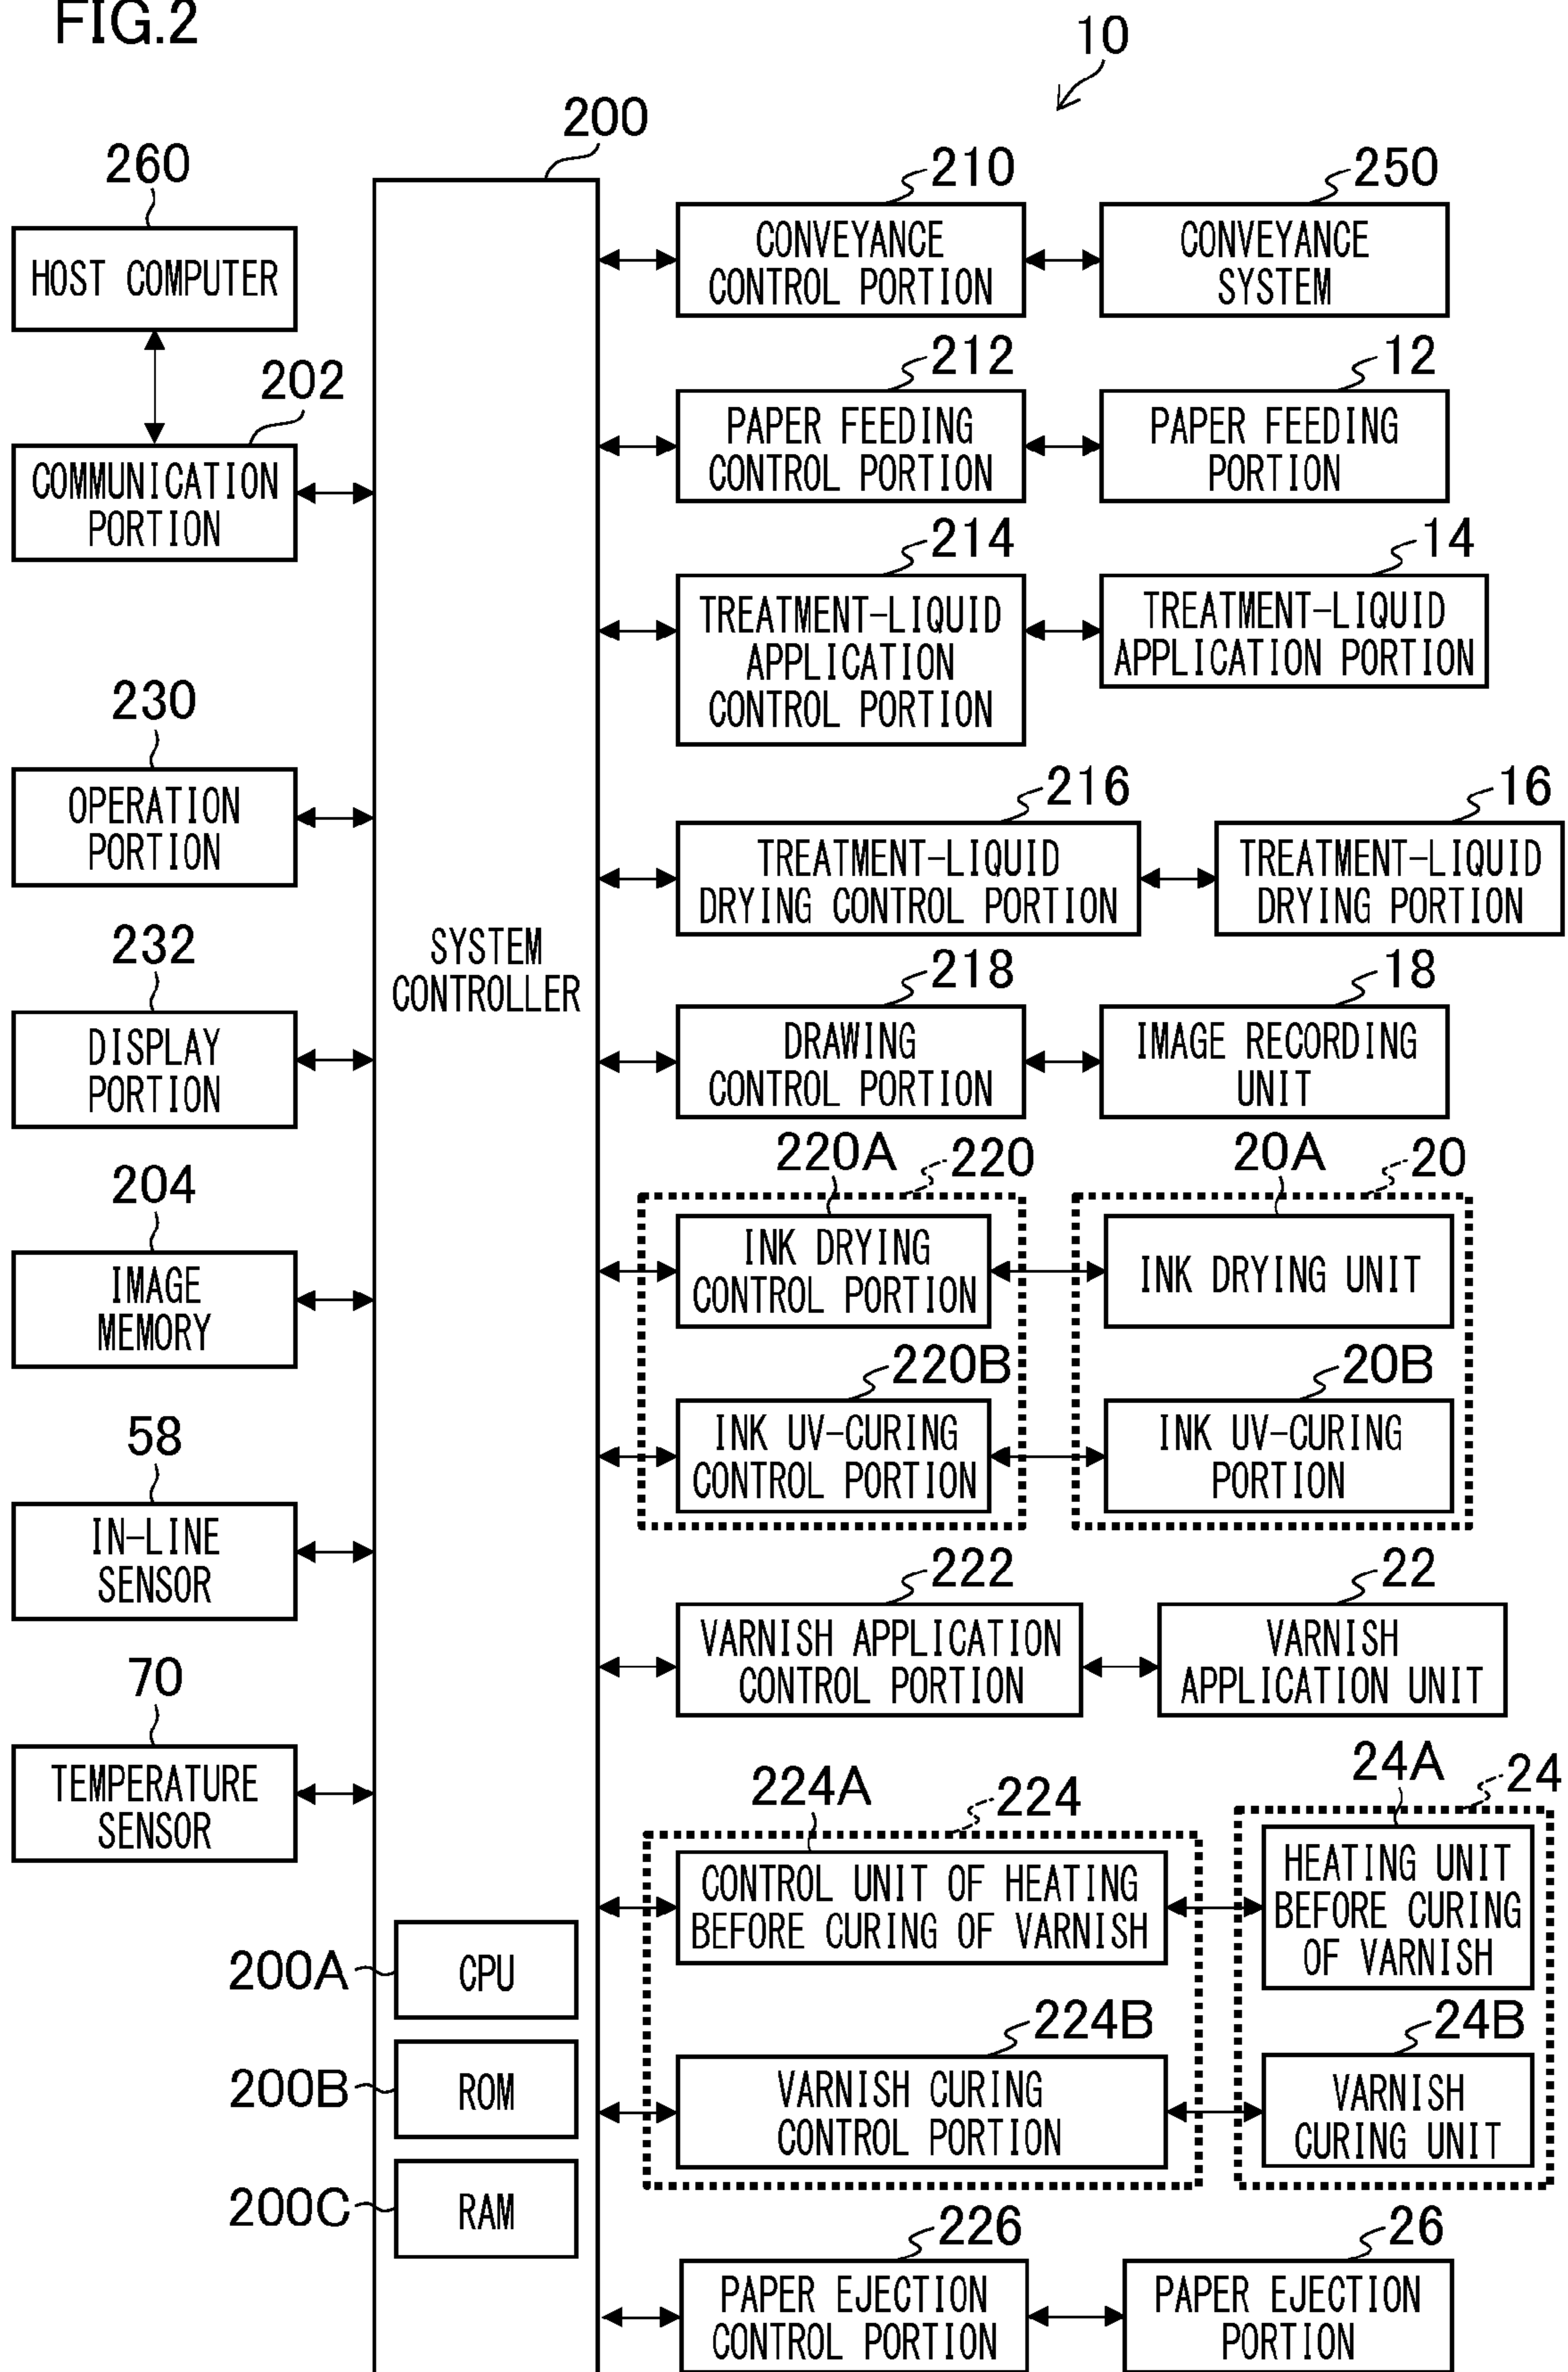 FIG.2
10
200
260
HOST COMPUTER
202
COMMUNICATION
PORTION
230
OPERATION
PORTION
232
DISPLAY
PORTION
204
IMAGE
MEMORY
58
IN-LINE
SENSOR
70
TEMPERATURE
SENSOR
SYSTEM
CONTROLLER
200A
CPU
200B
ROM
200C
RAM
210
CONVEYANCE
CONTROL PORTION
250
CONVEYANCE
SYSTEM
212
PAPER FEEDING
CONTROL PORTION
12
PAPER FEEDING
PORTION
214
TREATMENT-LIQUID
APPLICATION
CONTROL PORTION
14
TREATMENT-LIQUID
APPLICATION PORTION
216
TREATMENT-LIQUID
DRYING CONTROL PORTION
16
TREATMENT-LIQUID
DRYING PORTION
218
DRAWING
CONTROL PORTION
18
IMAGE RECORDING
UNIT
220A
220
INK DRYING
CONTROL PORTION
20A
20
INK DRYING UNIT
220B
INK UV-CURING
CONTROL PORTION
20B
INK UV-CURING
PORTION
222
VARNISH APPLICATION
CONTROL PORTION
22
VARNISH
APPLICATION UNIT
224A
224
CONTROL UNIT OF HEATING
BEFORE CURING OF VARNISH
24A
24
HEATING UNIT
BEFORE CURING
OF VARNISH
224B
VARNISH CURING
CONTROL PORTION
24B
VARNISH
CURING UNIT
226
PAPER EJECTION
CONTROL PORTION
26
PAPER EJECTION
PORTION